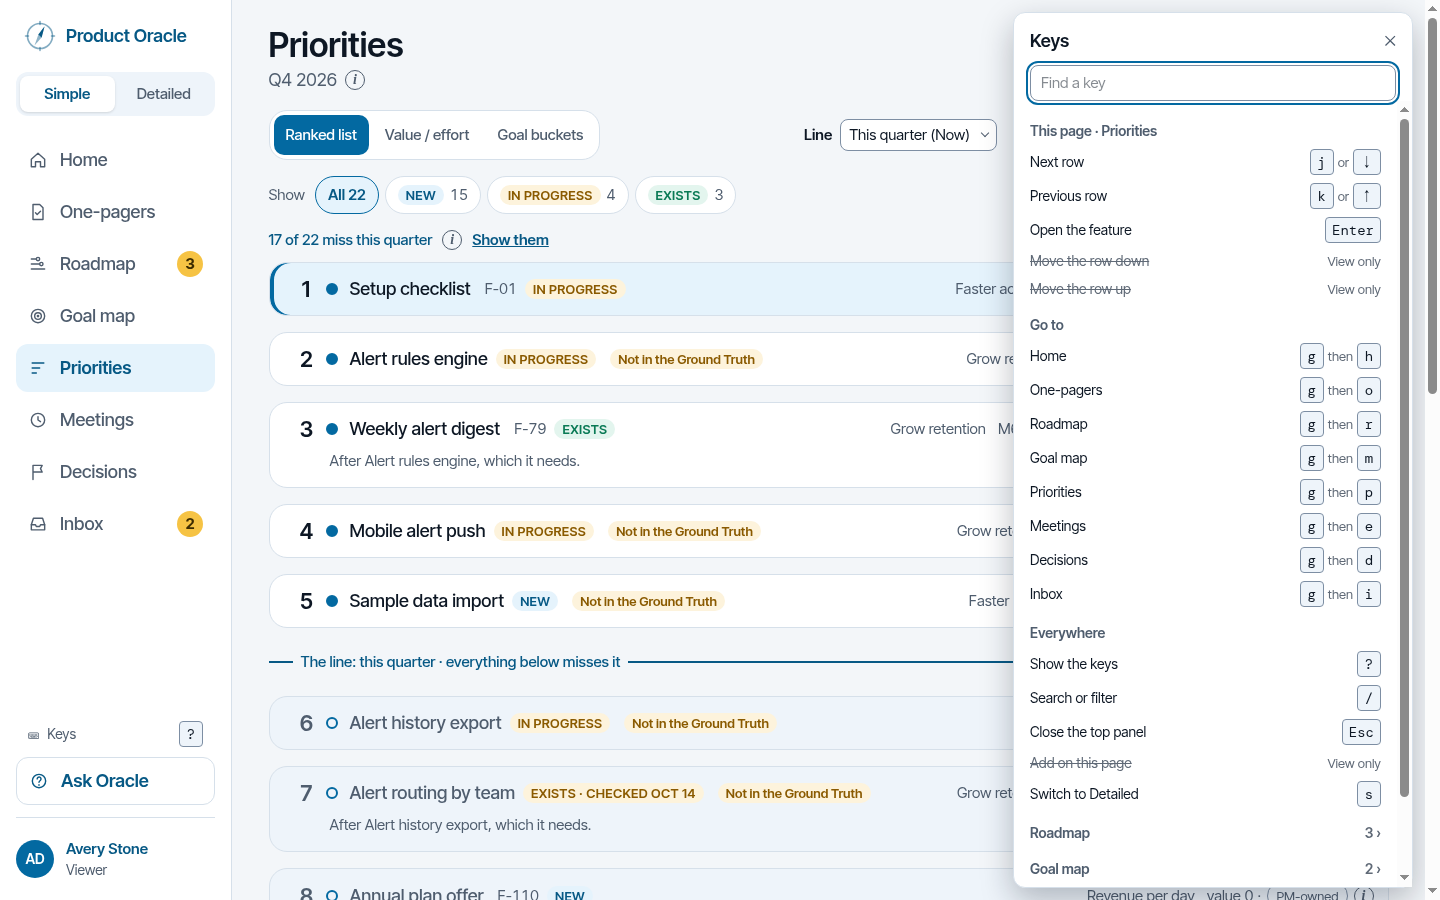 Product Oracle
Simple
Detailed
Home
One-pagers
Roadmap 3
Goal map
Priorities
Meetings
Decisions
Inbox 2
Keys ?
Ask Oracle
AD
Avery Stone
Viewer
Priorities
Q4 2026 i
Ranked list Value / effort Goal buckets
Line This quarter (Now)
Show All 22 NEW 15 IN PROGRESS 4 EXISTS 3
17 of 22 miss this quarter i Show them
1 Setup checklist F-01 IN PROGRESS Faster ac
2 Alert rules engine IN PROGRESS Not in the Ground Truth Grow re
3 Weekly alert digest F-79 EXISTS Grow retention M6
After Alert rules engine, which it needs.
4 Mobile alert push IN PROGRESS Not in the Ground Truth Grow ret
5 Sample data import NEW Not in the Ground Truth Faster
The line: this quarter · everything below misses it
6 Alert history export IN PROGRESS Not in the Ground Truth
7 Alert routing by team EXISTS · CHECKED OCT 14 Not in the Ground Truth Grow ret
After Alert history export, which it needs.
8 Annual plan offer F-110 NEW Revenue per day value 0 · PM-owned i
Keys
Find a key
This page · Priorities
Next row j or ↓
Previous row k or ↑
Open the feature Enter
Move the row down View only
Move the row up View only
Go to
Home g then h
One-pagers g then o
Roadmap g then r
Goal map g then m
Priorities g then p
Meetings g then e
Decisions g then d
Inbox g then i
Everywhere
Show the keys ?
Search or filter /
Close the top panel Esc
Add on this page View only
Switch to Detailed s
Roadmap 3 ›
Goal map 2 ›